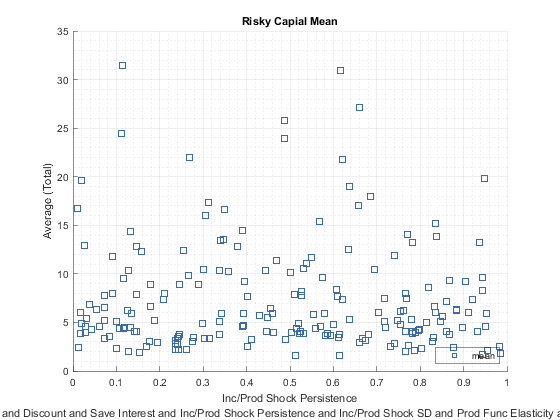 Risky Capial Mean
35
30
25
20
15
10
5
0
Average (Total)
mean
0 0.1 0.2 0.3 0.4 0.5 0.6 0.7 0.8 0.9 1
Inc/Prod Shock Persistence
and Discount and Save Interest and Inc/Prod Shock Persistence and Inc/Prod Shock SD and Prod Func Elasticity a